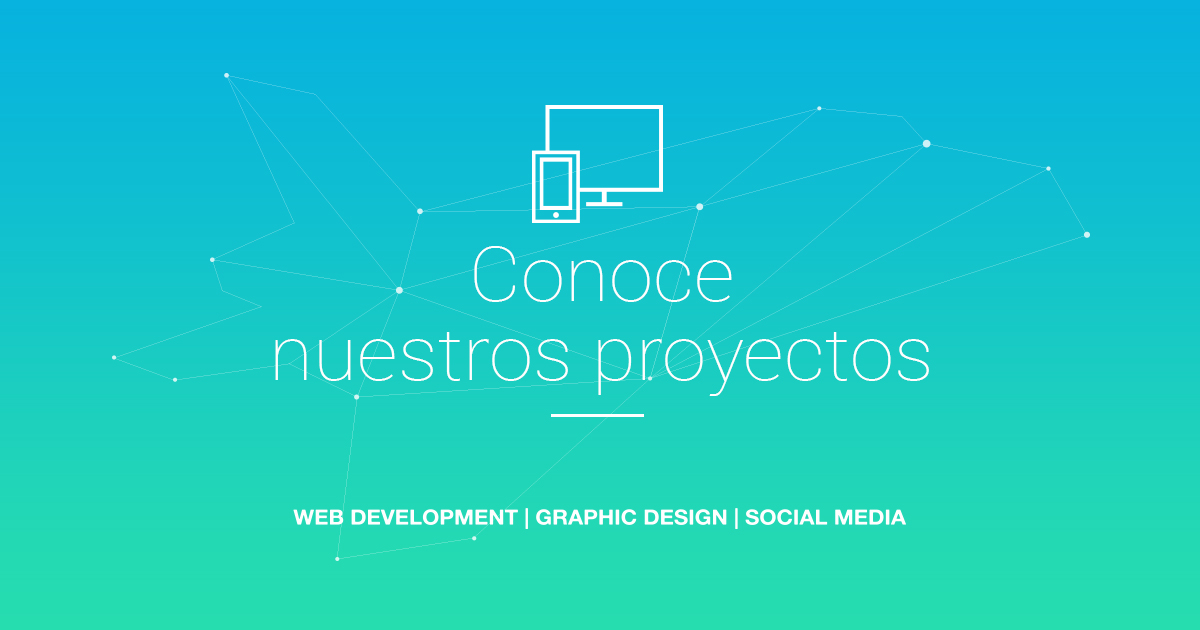 Conoce
nuestros proyectos
WEB DEVELOPMENT | GRAPHIC DESIGN | SOCIAL MEDIA